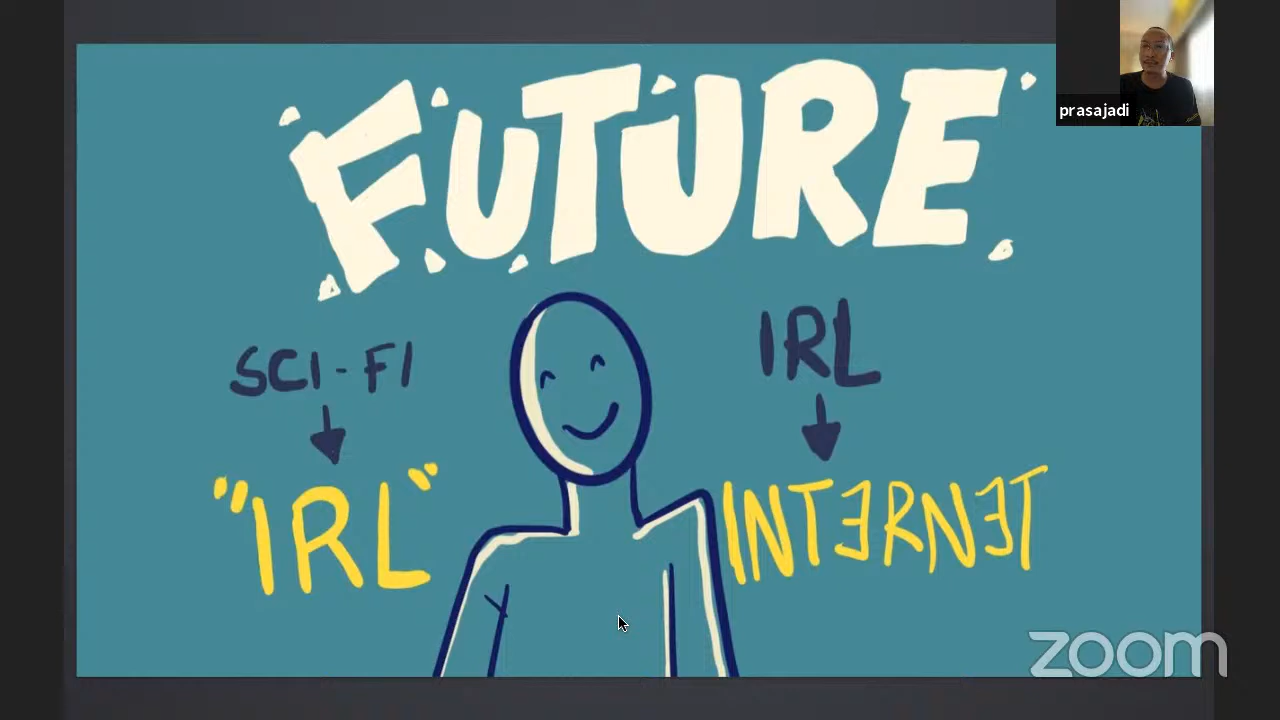 FUTURE
prasajadi
SCI-FI
IRL
"IRL"
INTERNET
zoom